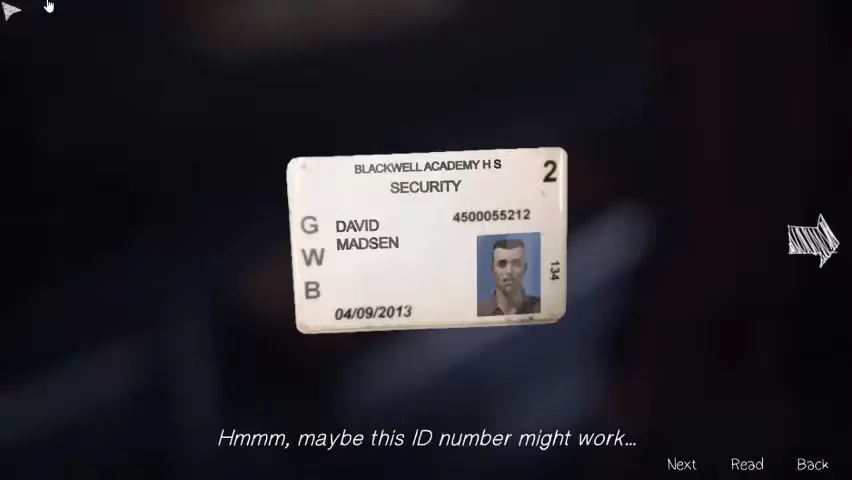 BLACKWELL ACADEMY H S
2
SECURITY
4500055212
G
DAVID
W
MADSEN
B
134
04/09/2013
Hmmm, maybe this ID number might work...
Next Read Back